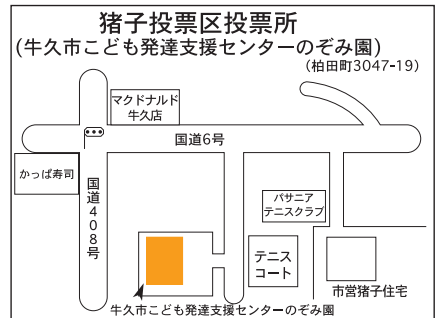 猪子投票区投票所
(牛久市こども発達支援センターのぞみ園)
(柏田町3047-19)
マクドナルド
牛久店
国道6号
かっぱ寿司
国道408号
パサニア
テニスクラブ
テニス
コート
市営猪子住宅
牛久市こども発達支援センターのぞみ園